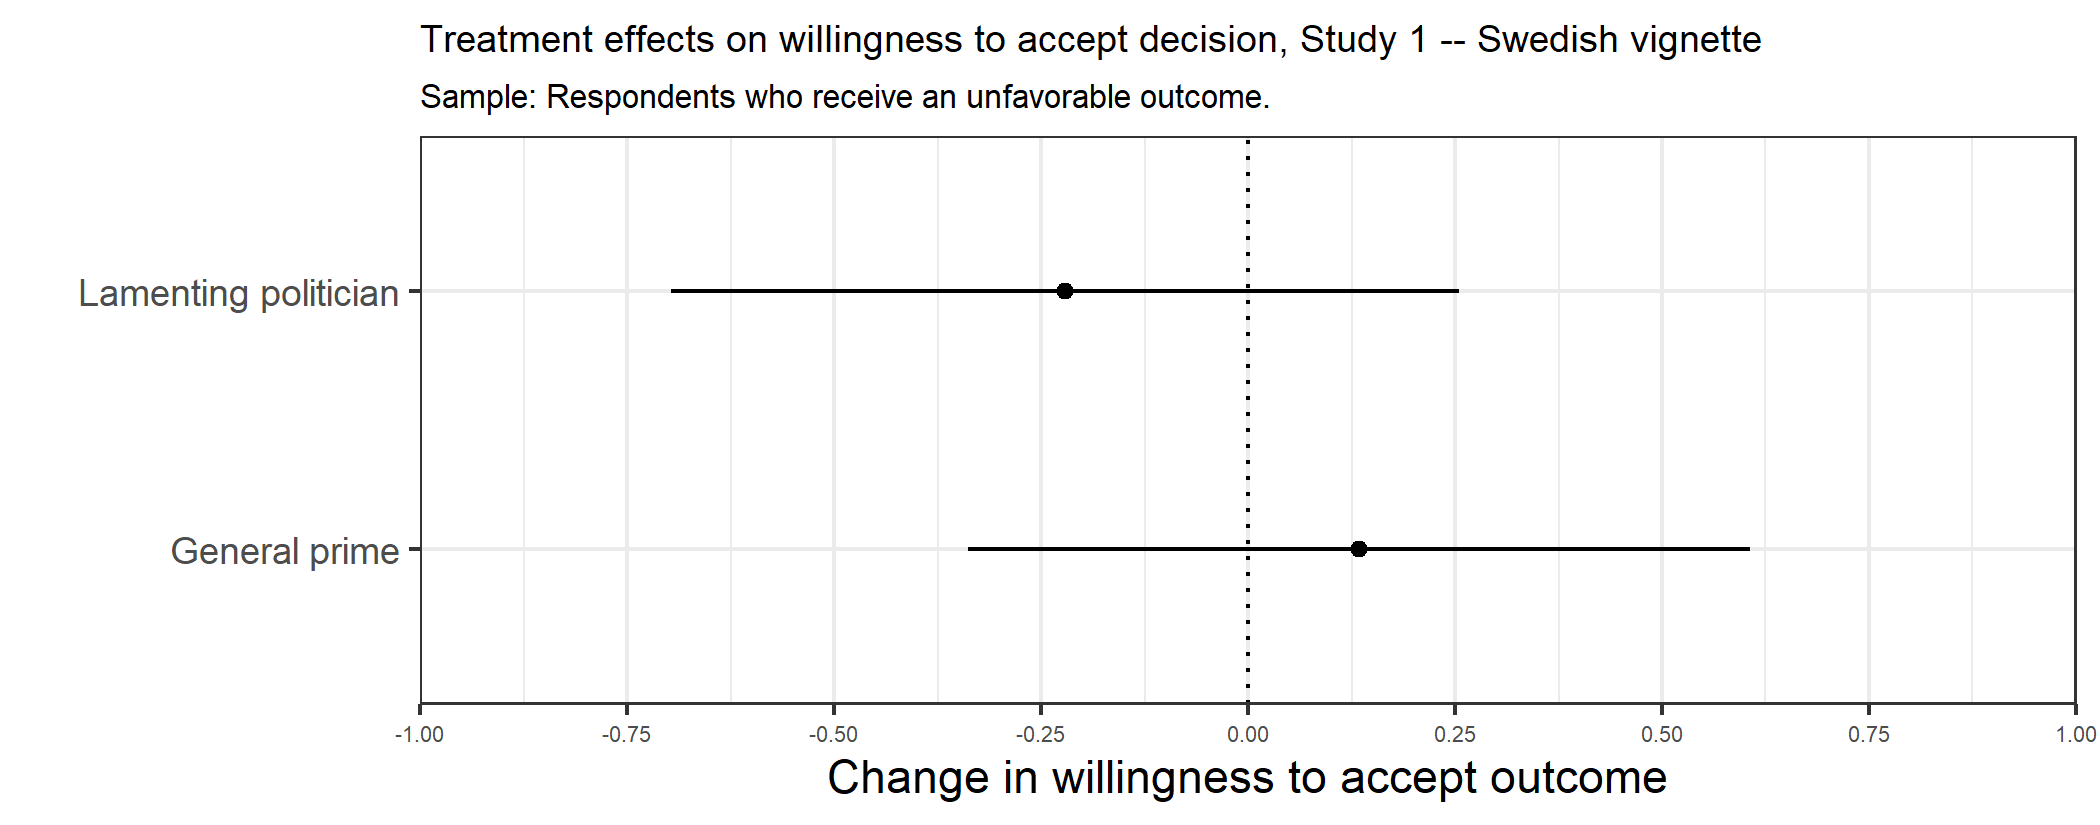 Treatment effects on willingness to accept decision, Study 1 -- Swedish vignette
Sample: Respondents who receive an unfavorable outcome.
Lamenting politician
General prime
-1.00 -0.75 -0.50 -0.25 0.00 0.25 0.50 0.75 1.00
Change in willingness to accept outcome